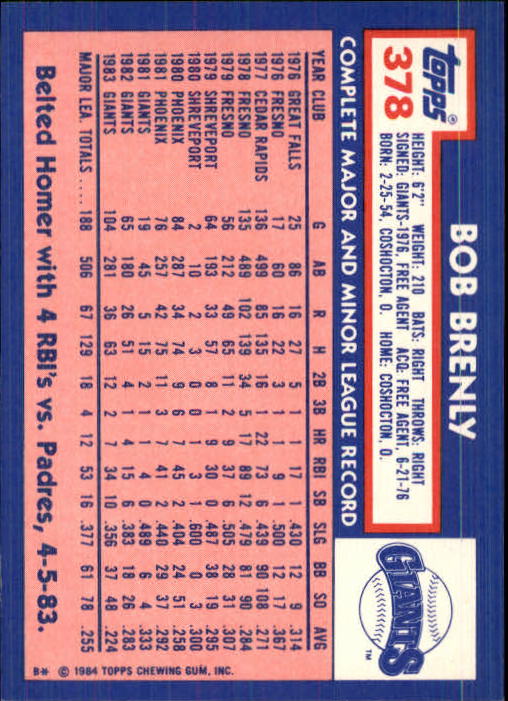 topps®
378
BOB BRENLY
HEIGHT: 6'2" WEIGHT: 210 BATS: RIGHT THROWS: RIGHT
SIGNED: GIANTS-1976, FREE AGENT ACQ: FREE AGENT, 6-21-76
BORN: 2-25-54, COSHOCTON, O. HOME: COSHOCTON, O.
GIANTS™
COMPLETE MAJOR AND MINOR LEAGUE RECORD
YEAR CLUB G AB R H 2B 3B HR RBI SB SLG BB SO AVG
1976 GREAT FALLS 25 86 16 27 5 1 1 17 1 .430 12 9 .314
1976 FRESNO 17 60 16 22 3 1 1 9 1 .500 12 .367
1977 CEDAR RAPIDS 136 499 85 135 16 1 22 73 6 .439 90 108 .271
1978 FRESNO 135 489 102 139 34 5 17 89 12 .479 81 90 .284
1979 FRESNO 56 212 49 65 11 2 9 37 6 .505 28 31 .307
1979 SHREVEPORT 64 193 33 57 8 1 9 30 0 .487 38 19 .295
1980 SHREVEPORT 2 10 2 3 0 0 1 3 1 .600 0 3 .300
1980 PHOENIX 84 287 34 74 9 6 7 45 2 .404 24 51 .258
1981 PHOENIX 76 257 42 75 11 3 7 41 2 .440 29 31 .292
1981 GIANTS 19 45 5 15 2 1 1 4 0 .489 6 4 .333
1982 GIANTS 65 180 26 51 4 1 4 15 6 .383 18 26 .283
1983 GIANTS 104 281 36 63 12 2 7 34 10 .356 37 48 .224
MAJOR LEA. TOTALS .... 188 506 67 129 18 4 12 53 16 .377 61 78 .255
Belted Homer with 4 RBI's vs. Padres, 4-5-83.
B* © 1984 TOPPS CHEWING GUM, INC.